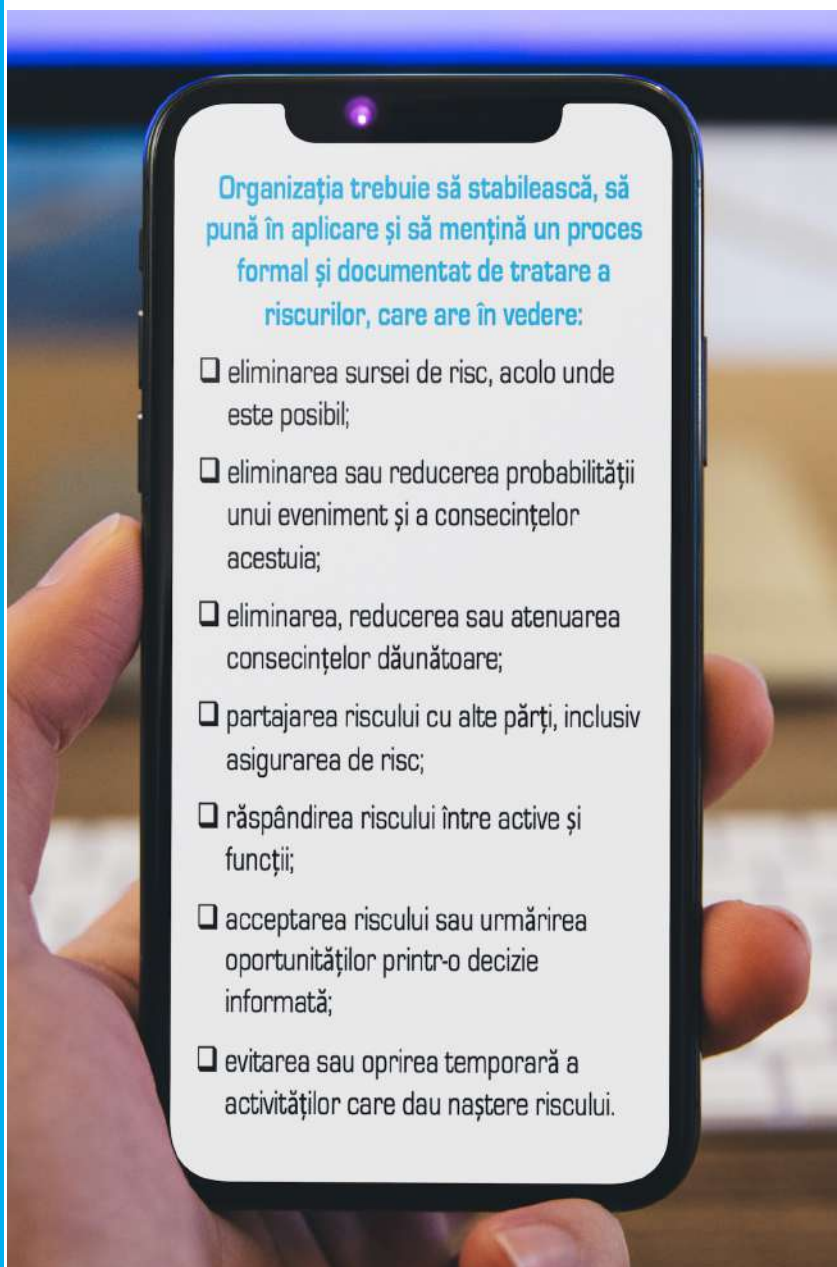 Organizația trebuie să stabilească, să
pună în aplicare și să mențină un proces
formal și documentat de tratare a
riscurilor, care are în vedere:
❑ eliminarea sursei de risc, acolo unde
este posibil;
❑ eliminarea sau reducerea probabilității
unui eveniment și a consecințelor
acestuia;
❑ eliminarea, reducerea sau atenuarea
consecințelor dăunătoare;
❑ partajarea riscului cu alte părți, inclusiv
asigurarea de risc;
❑ răspândirea riscului între active și
funcții;
❑ acceptarea riscului sau urmărirea
oportunităților printr-o decizie
informată;
❑ evitarea sau oprirea temporară a
activităților care dau naștere riscului.